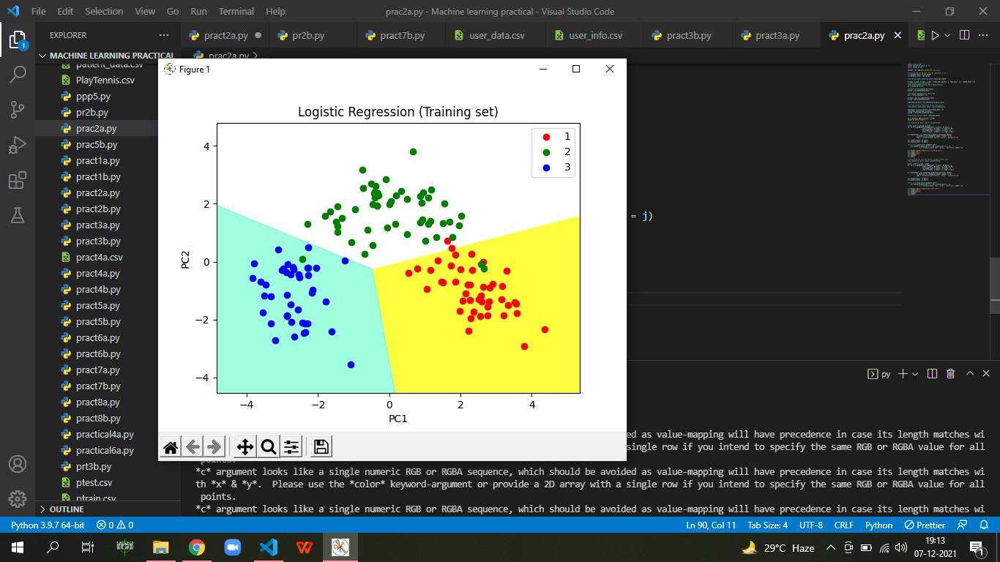 File Edit Selection View Go Run Terminal Help prac2a.py - Machine learning practical - Visual Studio Code
EXPLORER
pract2a.py pr2b.py pract7b.py user_data.csv user_info.csv pract3b.py pract3a.py prac2a.py
1
MACHINE LEARNING PRACTICAL
prac2a.py > ...
patient_data.csv
PlayTennis.csv
ppp5.py
pr2b.py
prac2a.py
prac5b.py
pract1a.py
pract1b.py
pract2a.py
pract2b.py
pract3a.py
pract3b.py
pract4a.csv
pract4a.py
pract4b.py
pract5a.py
pract5b.py
pract6a.py
pract6b.py
pract7a.py
pract7b.py
pract8a.py
pract8b.py
practical4a.py
practical6a.py
prt3b.py
ptest.csv
ptrain.csv
OUTLINE
Figure 1
Logistic Regression (Training set)
1
2
3
4
2
0
−2
−4
PC2
−4 −2 0 2 4
PC1
= j)
py
ed as value-mapping will have precedence in case its length matches wi
single row if you intend to specify the same RGB or RGBA value for all
points.
*c* argument looks like a single numeric RGB or RGBA sequence, which should be avoided as value-mapping will have precedence in case its length matches wi
th *x* & *y*. Please use the *color* keyword-argument or provide a 2D array with a single row if you intend to specify the same RGB or RGBA value for all
points.
*c* argument looks like a single numeric RGB or RGBA sequence, which should be avoided as value-mapping will have precedence in case its length matches wi
Python 3.9.7 64-bit 0 0 Ln 90, Col 11 Tab Size: 4 UTF-8 CRLF Python Prettier
29°C Haze 19:13
07-12-2021
1